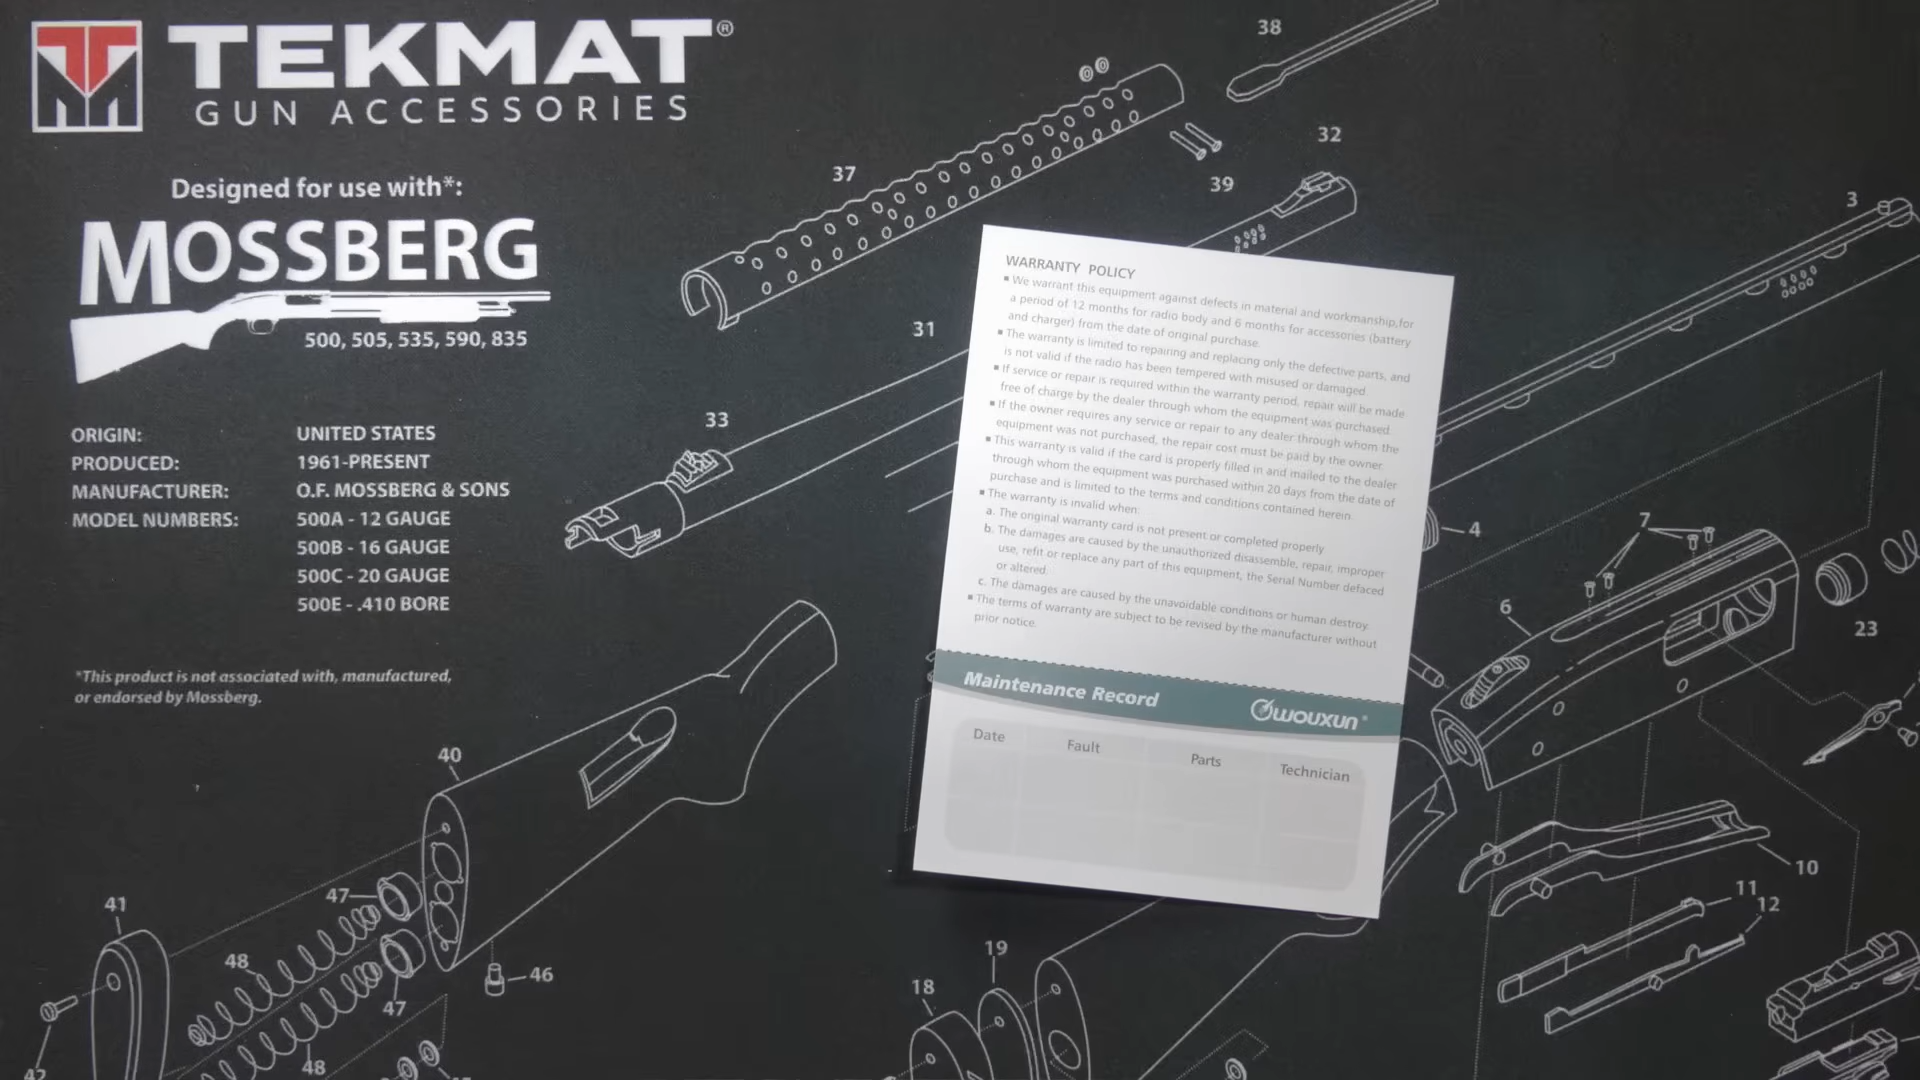 TEKMAT®
GUN ACCESSORIES
Designed for use with*:
MOSSBERG
500, 505, 535, 590, 835
ORIGIN: UNITED STATES
PRODUCED: 1961-PRESENT
MANUFACTURER: O.F. MOSSBERG & SONS
MODEL NUMBERS: 500A - 12 GAUGE
500B - 16 GAUGE
500C - 20 GAUGE
500E - .410 BORE
*This product is not associated with, manufactured,
or endorsed by Mossberg.
38
32
37
39
3
31
33
WARRANTY POLICY
▪ We warrant this equipment against defects in material and workmanship,for
a period of 12 months for radio body and 6 months for accessories (battery
and charger) from the date of original purchase.
▪ The warranty is limited to repairing and replacing only the defective parts, and
is not valid if the radio has been tempered with misused or damaged.
▪ If service or repair is required within the warranty period, repair will be made
free of charge by the dealer through whom the equipment was purchased.
▪ If the owner requires any service or repair to any dealer through whom the
equipment was not purchased, the repair cost must be paid by the owner.
▪ This warranty is valid if the card is properly filled in and mailed to the dealer
through whom the equipment was purchased within 20 days from the date of
purchase and is limited to the terms and conditions contained herein.
▪ The warranty is invalid when:
a. The original warranty card is not present or completed properly
b. The damages are caused by the unauthorized disassemble, repair, improper
use, refit or replace any part of this equipment, the Serial Number defaced
or altered.
c. The damages are caused by the unavoidable conditions or human destroy.
▪ The terms of warranty are subject to be revised by the manufacturer without
prior notice.
Maintenance Record
wouxun®
Date Fault Parts Technician
4
7
6
23
10
11
12
40
41
47
48
46
47
48
42
19
18